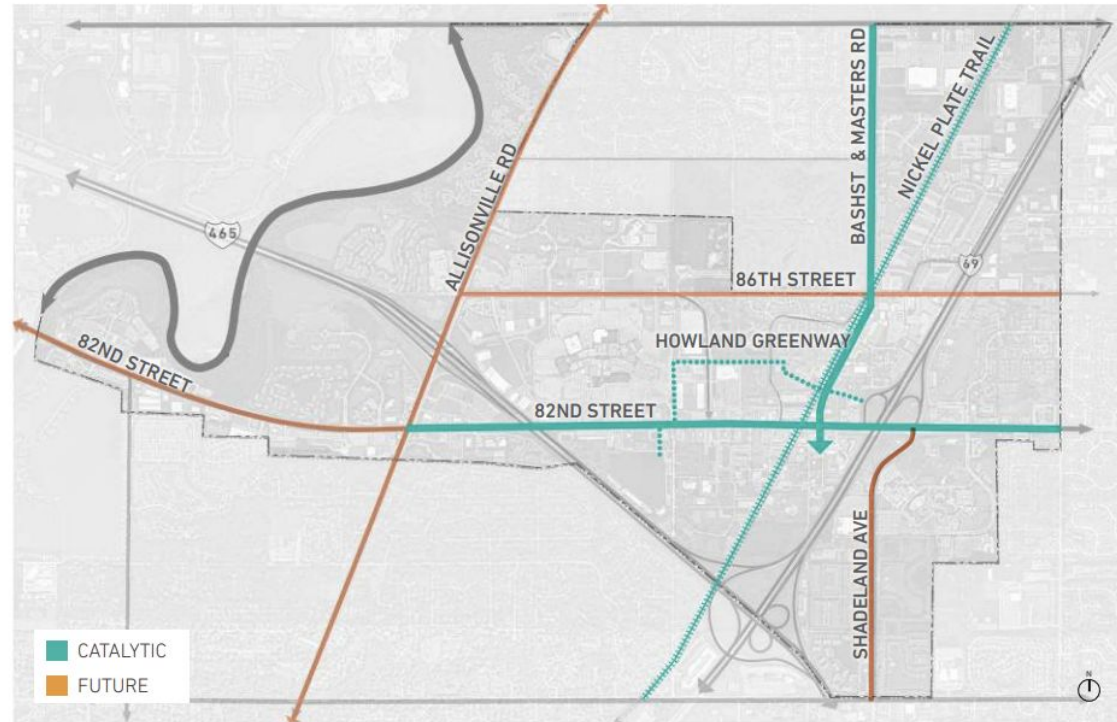 BASHST & MASTERS RD
NICKEL PLATE TRAIL
ALLISONVILLE RD
465
69
86TH STREET
HOWLAND GREENWAY
82ND STREET
82ND STREET
SHADELAND AVE
CATALYTIC
FUTURE
N